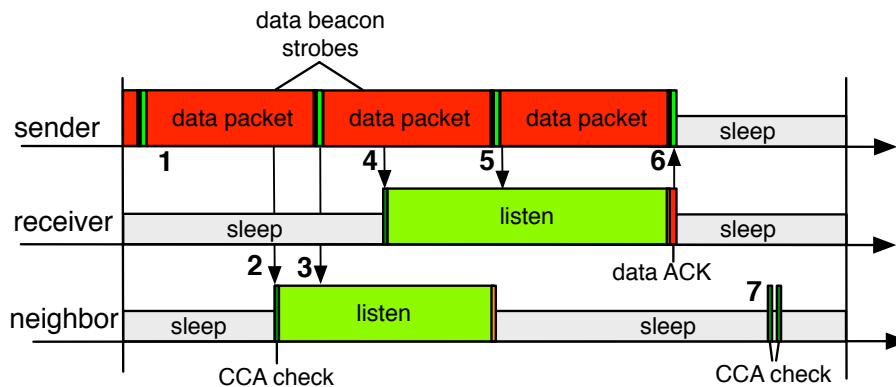 data beacon
strobes
sender
data packet
data packet
data packet
sleep
1
4
5
6
receiver
sleep
listen
sleep
2
3
data ACK
7
neighbor
sleep
listen
sleep
CCA check
CCA check